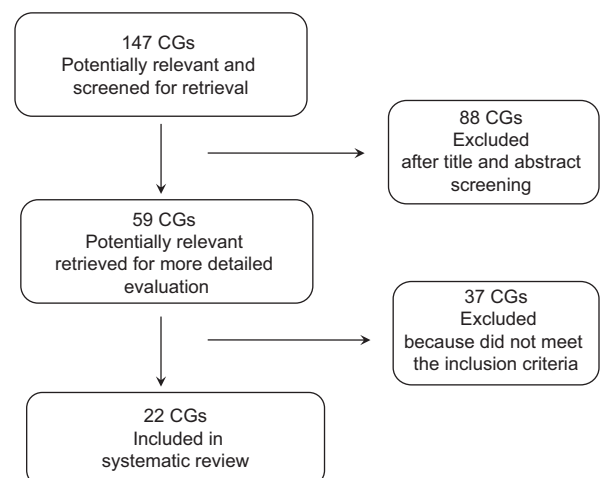 147 CGs
Potentially relevant and
screened for retrieval
88 CGs
Excluded
after title and abstract
screening
59 CGs
Potentially relevant
retrieved for more detailed
evaluation
37 CGs
Excluded
because did not meet
the inclusion criteria
22 CGs
Included in
systematic review